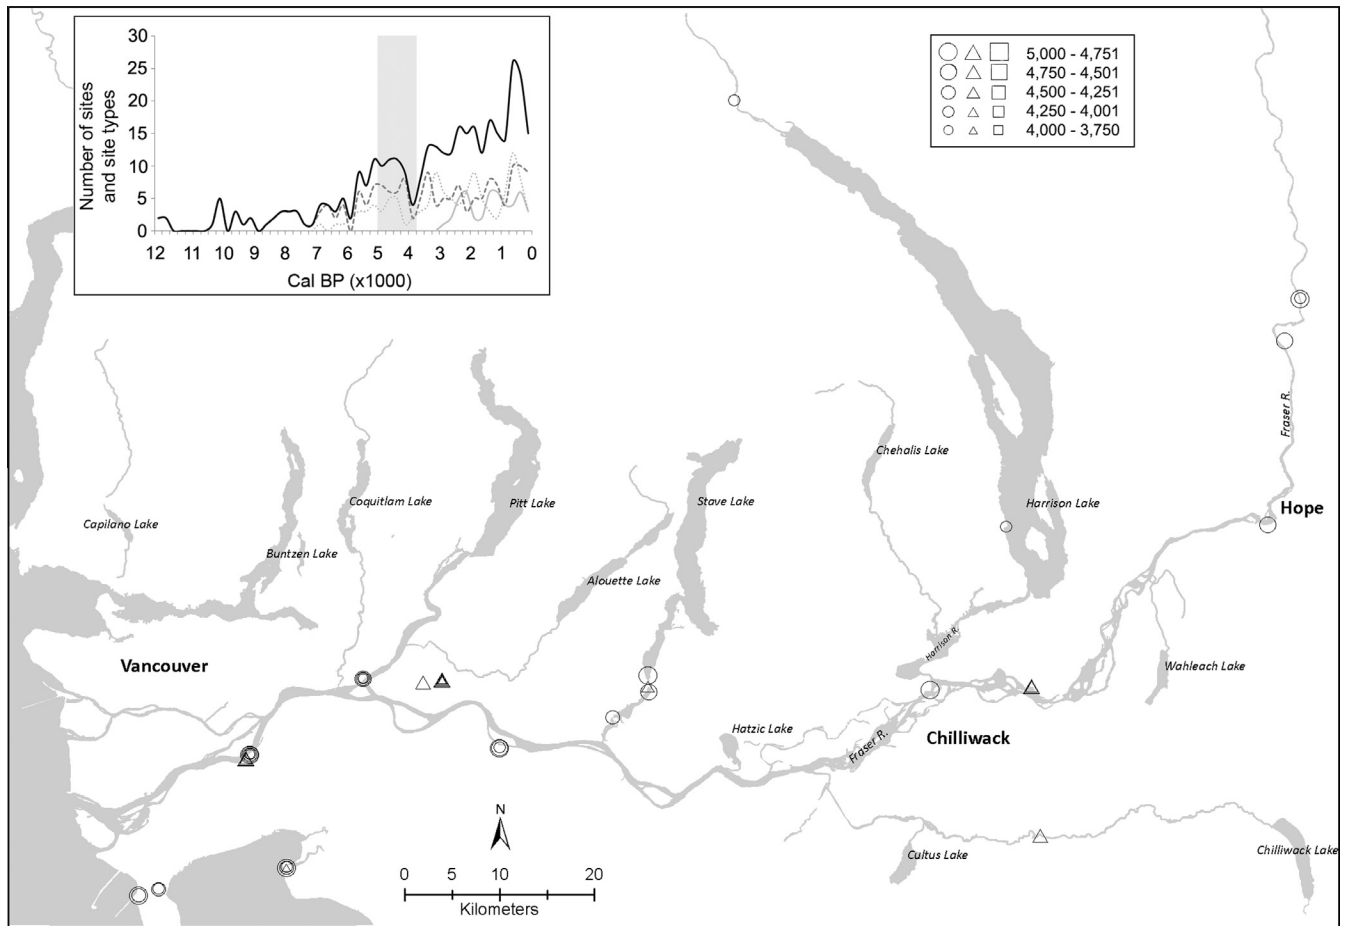 30
25
20
15
10
5
0
Number of sites
and site types
12 11 10 9 8 7 6 5 4 3 2 1 0
Cal BP (x1000)
5,000 - 4,751
4,750 - 4,501
4,500 - 4,251
4,250 - 4,001
4,000 - 3,750
Fraser R.
Chehalis Lake
Coquitlam Lake
Pitt Lake
Stave Lake
Harrison Lake
Hope
Capilano Lake
Buntzen Lake
Alouette Lake
Harrison R.
Vancouver
Wahleach Lake
Hatzic Lake
Fraser R.
Chilliwack
N
Cultus Lake
Chilliwack Lake
0 5 10 20
Kilometers